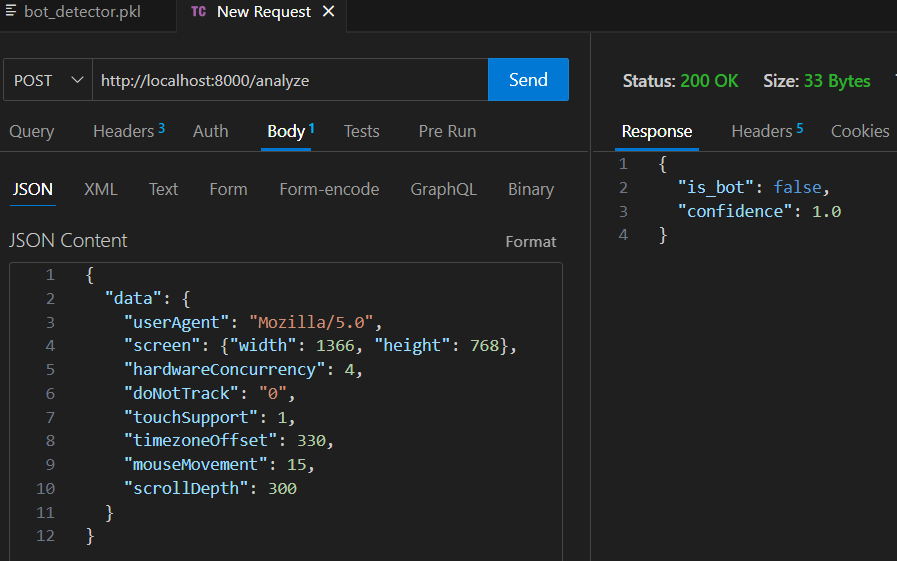 bot_detector.pkl
TC New Request ×
POST http://localhost:8000/analyze Send
Query Headers 3 Auth Body 1 Tests Pre Run
JSON XML Text Form Form-encode GraphQL Binary
JSON Content Format
1 {
2 "data": {
3 "userAgent": "Mozilla/5.0",
4 "screen": {"width": 1366, "height": 768},
5 "hardwareConcurrency": 4,
6 "doNotTrack": "0",
7 "touchSupport": 1,
8 "timezoneOffset": 330,
9 "mouseMovement": 15,
10 "scrollDepth": 300
11 }
12 }
Status: 200 OK Size: 33 Bytes
Response Headers 5 Cookies
1 {
2 "is_bot": false,
3 "confidence": 1.0
4 }